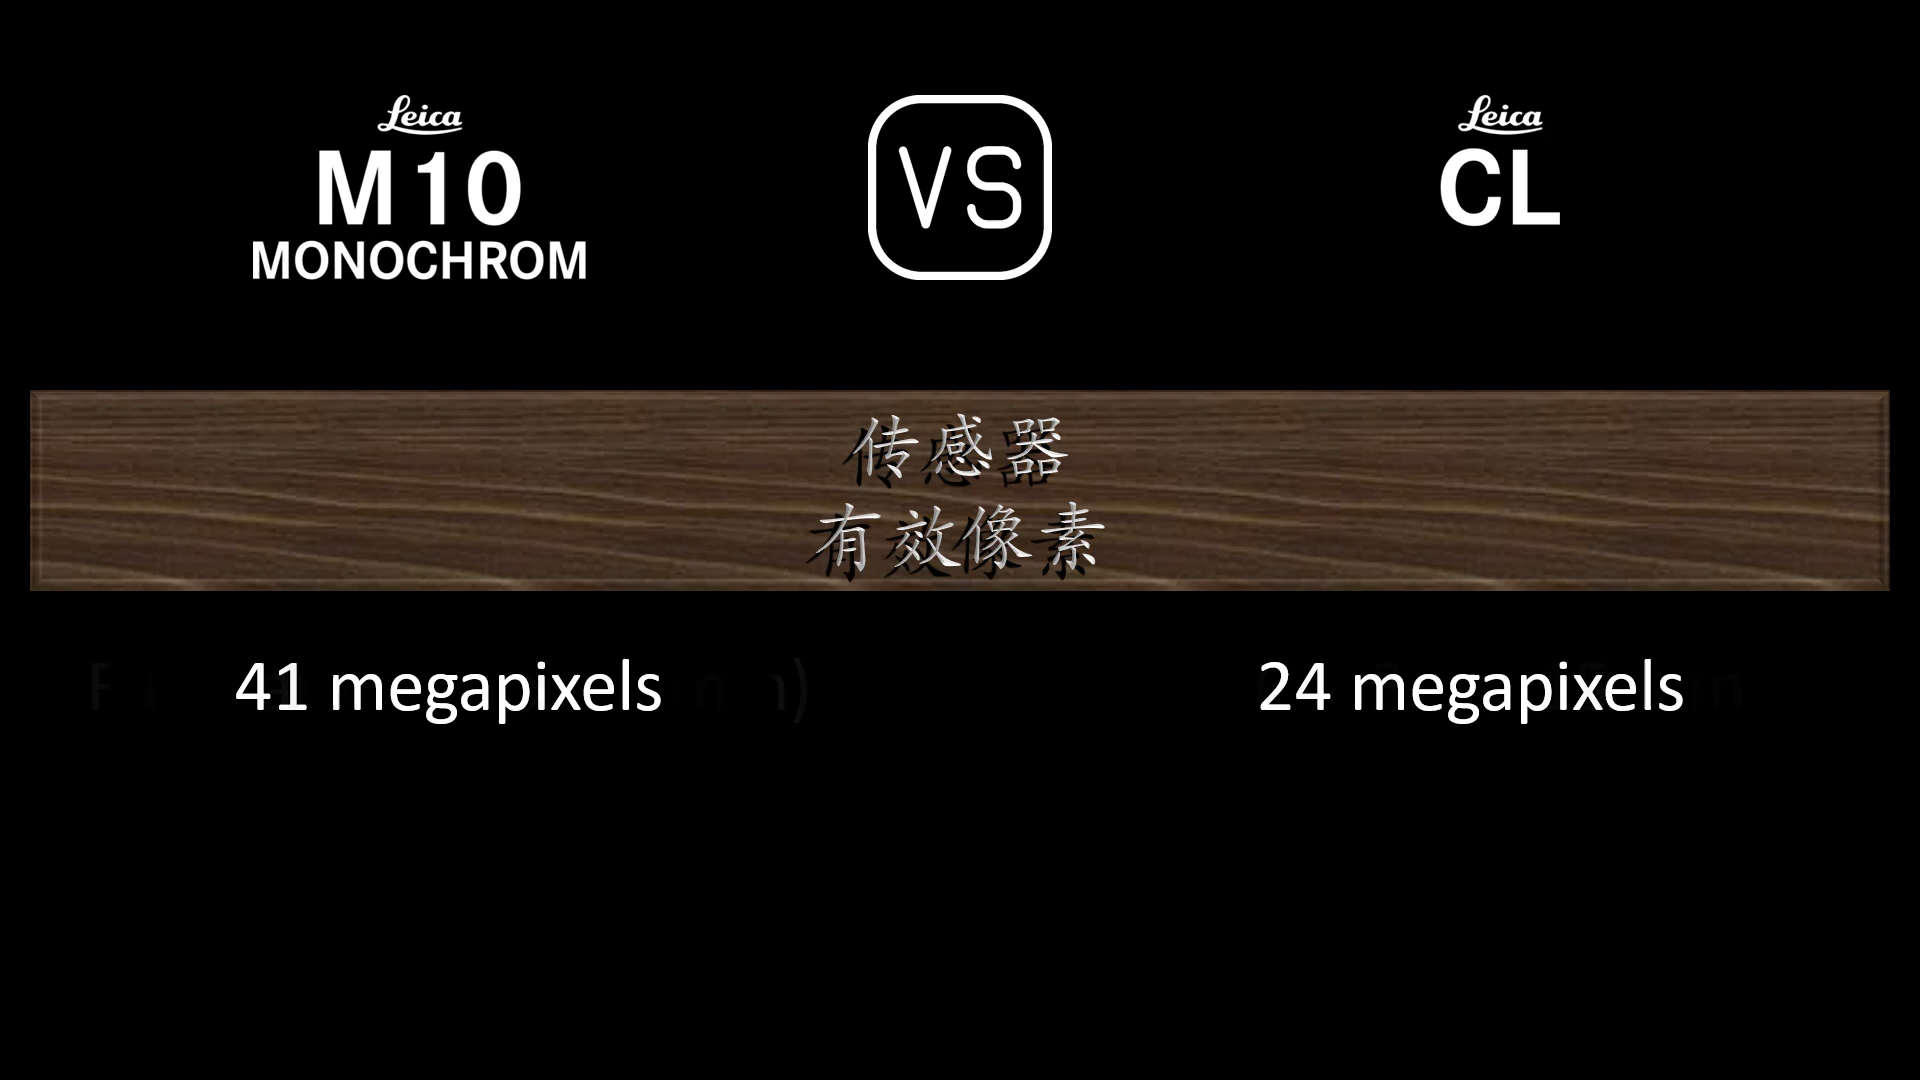 Leica
M10
MONOCHROM
VS
Leica
CL
传感器
有效像素
41 megapixels
24 megapixels